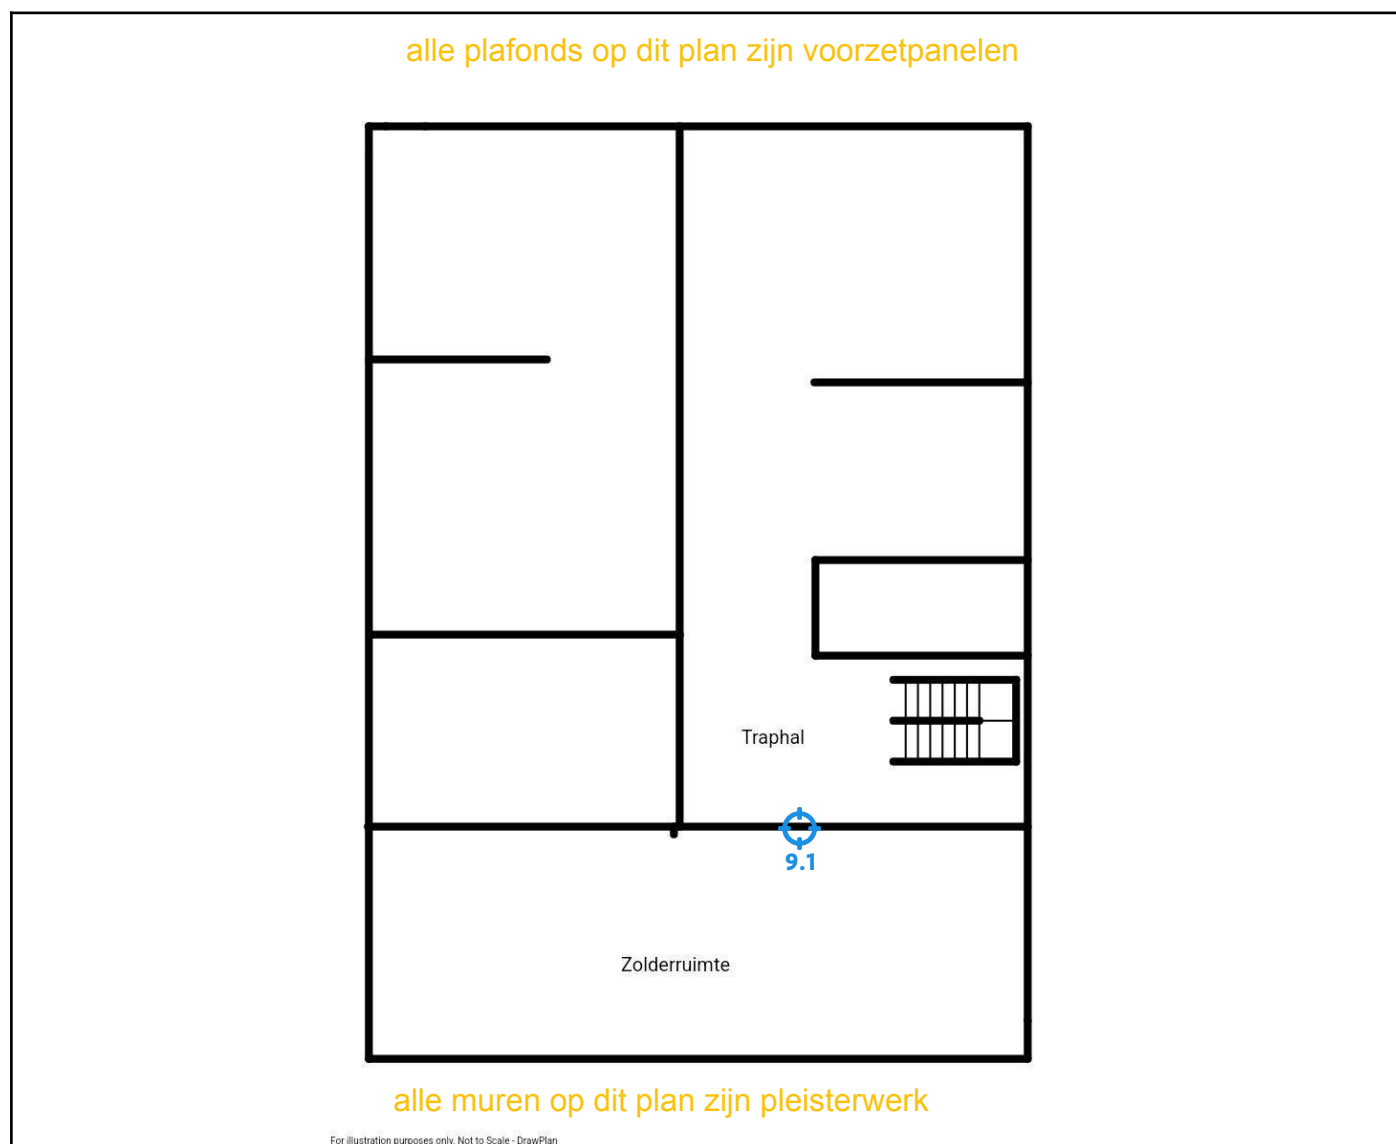 alle plafonds op dit plan zijn voorzetpanelen
Traphal
9.1
Zolderruimte
alle muren op dit plan zijn pleisterwerk
For illustration purposes only. Not to Scale - DrawPlan